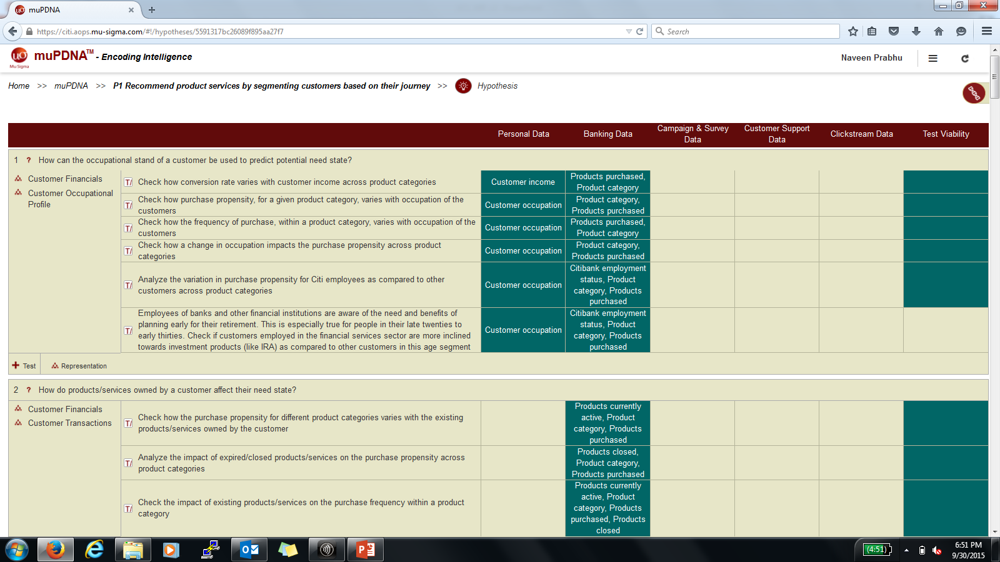 muPDNA
https://citi.aops.mu-sigma.com/#!/hypotheses/5591317bc26089f895aa27f7
Search
Mu Sigma
muPDNA™ - Encoding Intelligence
Naveen Prabhu
Home >> muPDNA >> P1 Recommend product services by segmenting customers based on their journey >> Hypothesis
Personal Data
Banking Data
Campaign & Survey
Data
Customer Support
Data
Clickstream Data
Test Viability
1 ? How can the occupational stand of a customer be used to predict potential need state?
Customer Financials
Customer Occupational
Profile
T/ Check how conversion rate varies with customer income across product categories
Customer income
Products purchased,
Product category
T/ Check how purchase propensity, for a given product category, varies with occupation of the
customers
Customer occupation
Product category,
Products purchased
T/ Check how the frequency of purchase, within a product category, varies with occupation of the
customers
Customer occupation
Products purchased,
Product category
T/ Check how a change in occupation impacts the purchase propensity across product
categories
Customer occupation
Product category,
Products purchased
T/ Analyze the variation in purchase propensity for Citi employees as compared to other
customers across product categories
Customer occupation
Citibank employment
status, Product
category, Products
purchased
T/ Employees of banks and other financial institutions are aware of the need and benefits of
planning early for their retirement. This is especially true for people in their late twenties to
early thirties. Check if customers employed in the financial services sector are more inclined
towards investment products (like IRA) as compared to other customers in this age segment
Customer occupation
Citibank employment
status, Product
category, Products
purchased
Test
Representation
2 ? How do products/services owned by a customer affect their need state?
Customer Financials
Customer Transactions
T/ Check how the purchase propensity for different product categories varies with the existing
products/services owned by the customer
Products currently
active, Product
category, Products
purchased
T/ Analyze the impact of expired/closed products/services on the purchase propensity across
product categories
Products closed,
Product category,
Products purchased
T/ Check the impact of existing products/services on the purchase frequency within a product
category
Products currently
active, Product
category, Products
purchased, Products
closed
(4:51)
6:51 PM
9/30/2015